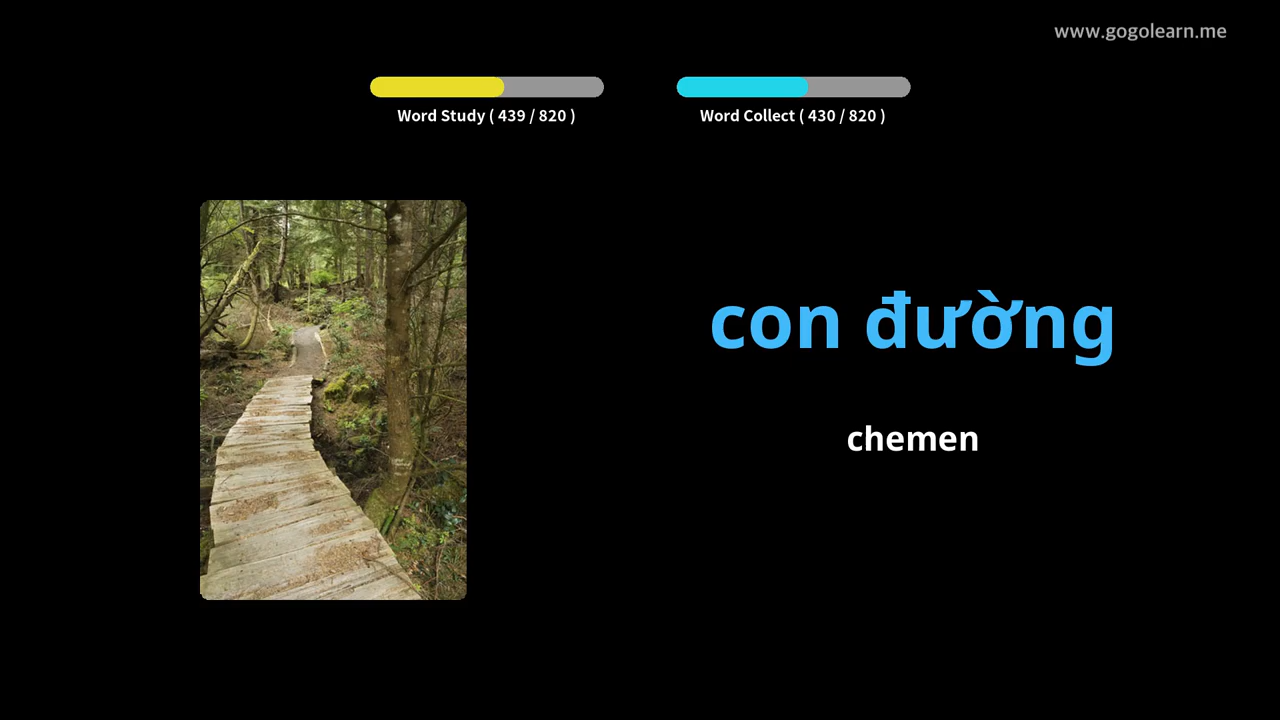 www.gogolearn.me
Word Study ( 439 / 820 )
Word Collect ( 430 / 820 )
con đường
chemen